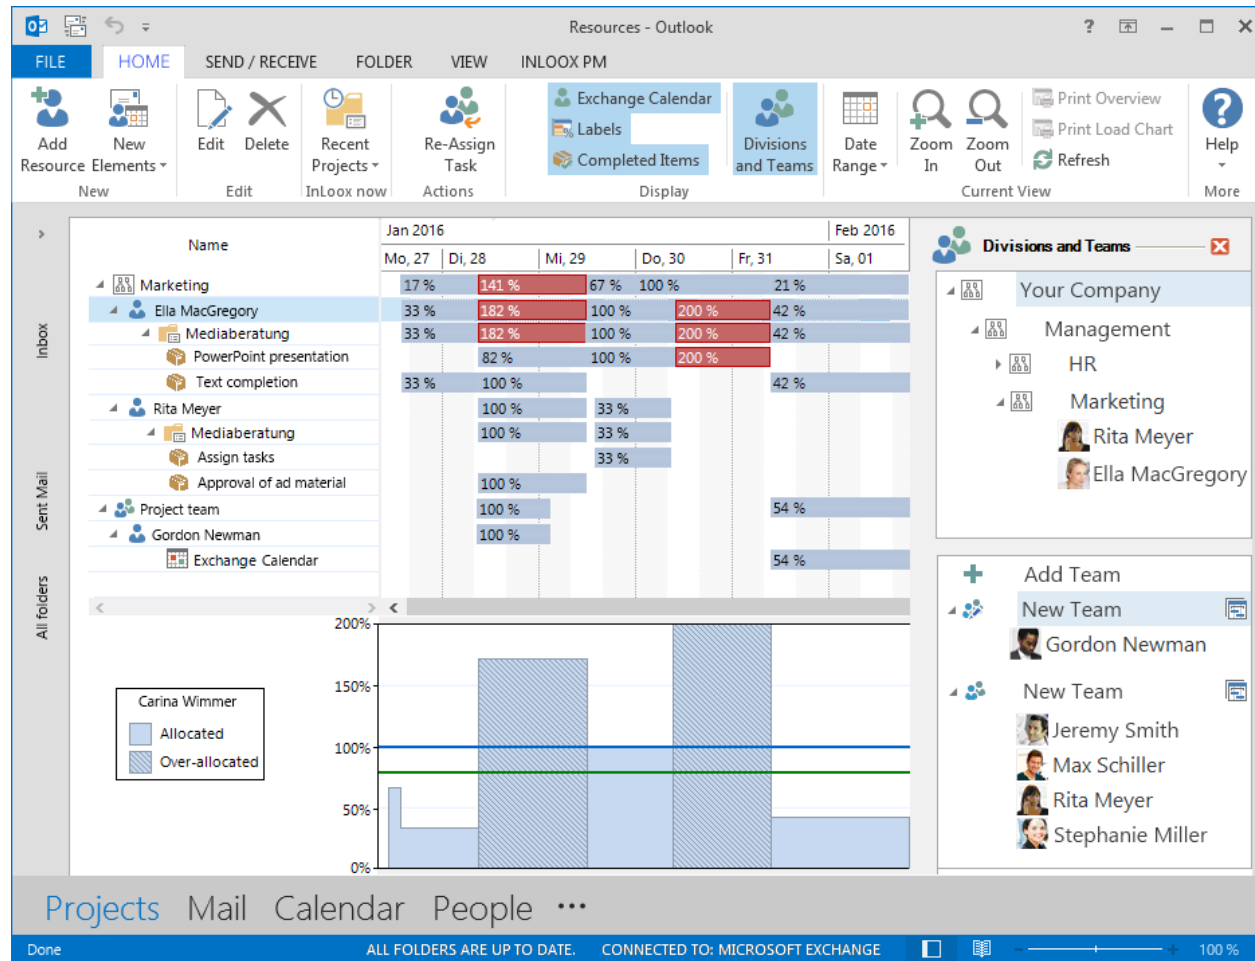 Resources - Outlook
FILE HOME SEND / RECEIVE FOLDER VIEW INLOOX PM
Add Resource
New Elements
New
Edit
Delete
Edit
Recent Projects
InLoox now
Re-Assign Task
Actions
Exchange Calendar
Labels
Completed Items
Divisions and Teams
Display
Date Range
Zoom In
Zoom Out
Print Overview
Print Load Chart
Refresh
Current View
Help
More
Inbox
Sent Mail
All folders
Name
Jan 2016 Feb 2016
Mo, 27 Di, 28 Mi, 29 Do, 30 Fr, 31 Sa, 01
Marketing 17 % 141 % 67 % 100 % 21 %
Ella MacGregory 33 % 182 % 100 % 200 % 42 %
Mediaberatung 33 % 182 % 100 % 200 % 42 %
PowerPoint presentation 82 % 100 % 200 %
Text completion 33 % 100 % 42 %
Rita Meyer 100 % 33 %
Mediaberatung 100 % 33 %
Assign tasks 33 %
Approval of ad material 100 %
Project team 100 % 54 %
Gordon Newman 100 %
Exchange Calendar 54 %
200%
150%
100%
50%
0%
Carina Wimmer
Allocated
Over-allocated
Divisions and Teams
Your Company
Management
HR
Marketing
Rita Meyer
Ella MacGregory
Add Team
New Team
Gordon Newman
New Team
Jeremy Smith
Max Schiller
Rita Meyer
Stephanie Miller
Projects Mail Calendar People ···
Done ALL FOLDERS ARE UP TO DATE. CONNECTED TO: MICROSOFT EXCHANGE 100 %